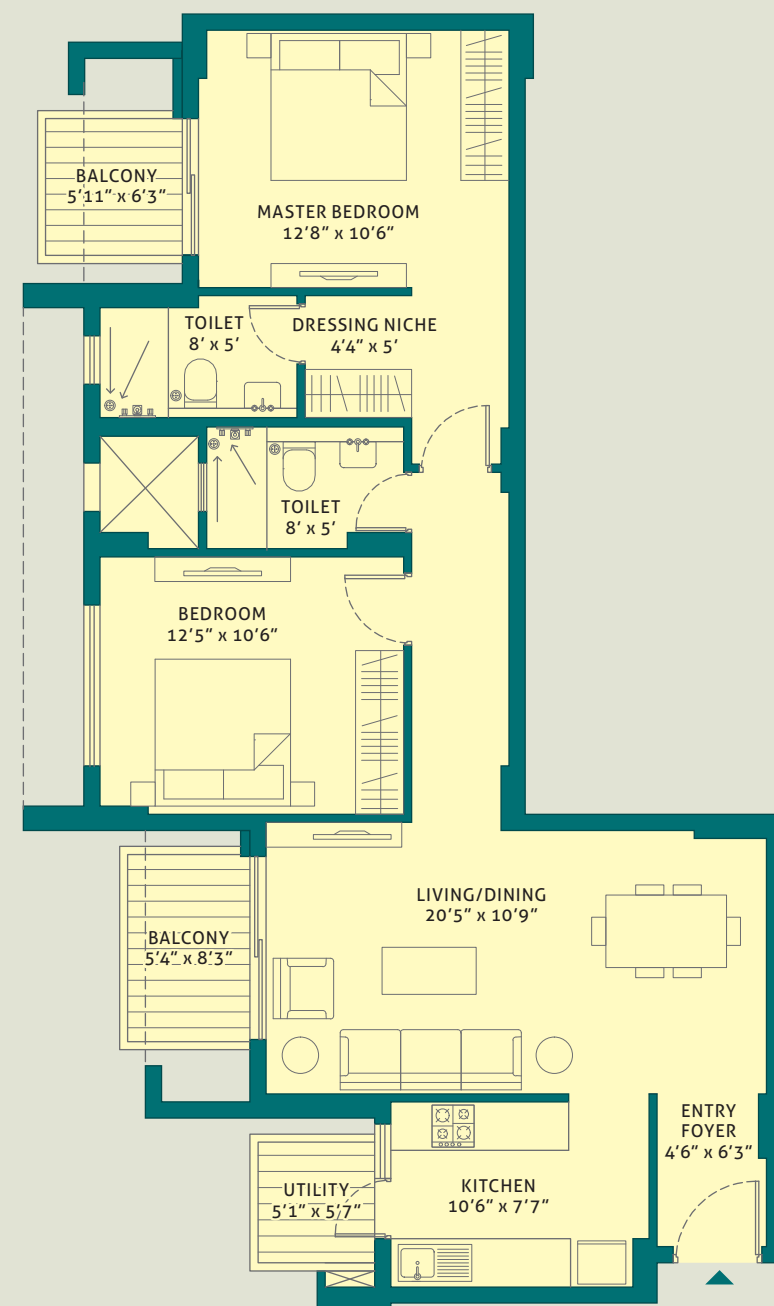 BALCONY
5'11" x 6'3"
MASTER BEDROOM
12'8" x 10'6"
TOILET
8' x 5'
DRESSING NICHE
4'4" x 5'
TOILET
8' x 5'
BEDROOM
12'5" x 10'6"
LIVING/DINING
20'5" x 10'9"
BALCONY
5'4" x 8'3"
ENTRY
FOYER
4'6" x 6'3"
UTILITY
5'1" x 5'7"
KITCHEN
10'6" x 7'7"